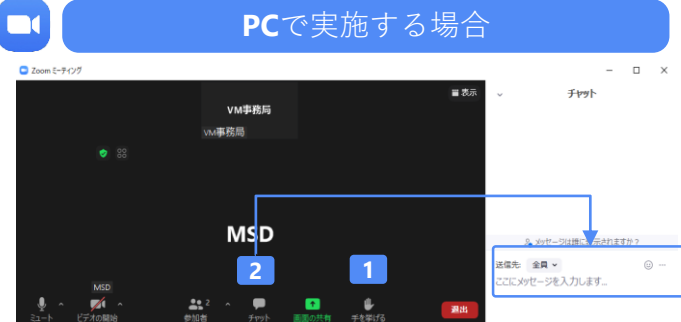 PCで実施する場合
Zoom ミーティング
表示
チャット
VM事務局
VM事務局
MSD
メッセージは誰に表示されますか？
2
1
送信先: 全員
ここにメッセージを入力します...
MSD
2
ミュート
ビデオの開始
参加者
チャット
画面の共有
手を挙げる
退出